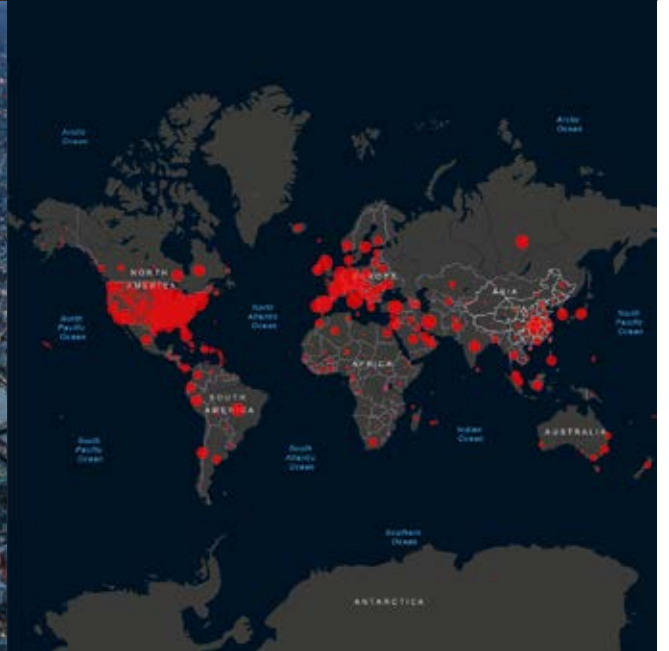 Arctic
Ocean
Arctic
Ocean
NORTH
AMERICA
EUROPE
ASIA
North
Pacific
Ocean
North
Atlantic
Ocean
North
Pacific
Ocean
AFRICA
SOUTH
AMERICA
Indian
Ocean
AUSTRALIA
South
Pacific
Ocean
South
Atlantic
Ocean
Southern
Ocean
ANTARCTICA